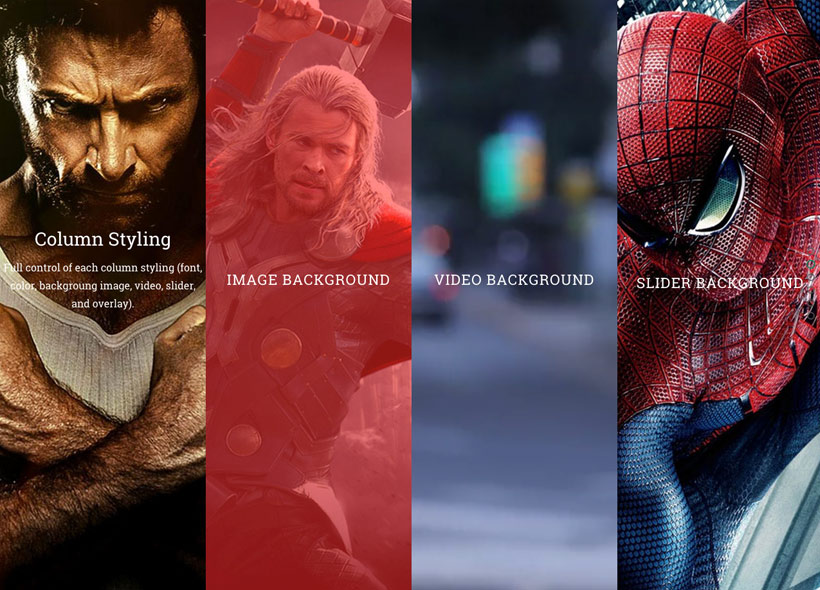 Column Styling
Full control of each column styling (font,
color, backgroung image, video, slider,
and overlay).
IMAGE BACKGROUND
VIDEO BACKGROUND
SLIDER BACKGROUND